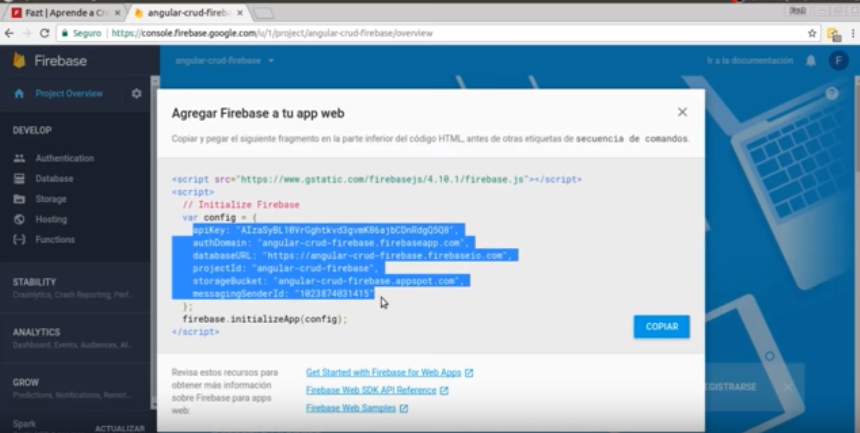 Fazt | Aprende a Cre
angular-crud-fireb
Seguro | https://console.firebase.google.com/u/1/project/angular-crud-firebase/overview
Firebase
angular-crud-firebase
Ir a la documentación
F
Project Overview
DEVELOP
Authentication
Database
Storage
Hosting
Functions
STABILITY
Crashlytics, Crash Reporting, Perf...
ANALYTICS
Dashboard, Events, Audiences, At...
GROW
Predictions, Notifications, Remot...
Spark
ACTUALIZAR
Agregar Firebase a tu app web
Copiar y pegar el siguiente fragmento en la parte inferior del código HTML, antes de otras etiquetas de secuencia de comandos.
<script src="https://www.gstatic.com/firebasejs/4.10.1/firebase.js"></script>
<script>
// Initialize Firebase
var config = {
apiKey: "AIzaSyBL10VrGghtkvd3gvmK06ajbCDnRdgQ5Q8",
authDomain: "angular-crud-firebase.firebaseapp.com",
databaseURL: "https://angular-crud-firebase.firebaseio.com",
projectId: "angular-crud-firebase",
storageBucket: "angular-crud-firebase.appspot.com",
messagingSenderId: "1023874031415"
};
firebase.initializeApp(config);
</script>
COPIAR
Revisa estos recursos para
obtener más información
sobre Firebase para apps
web:
Get Started with Firebase for Web Apps
Firebase Web SDK API Reference
Firebase Web Samples
EGISTRARSE